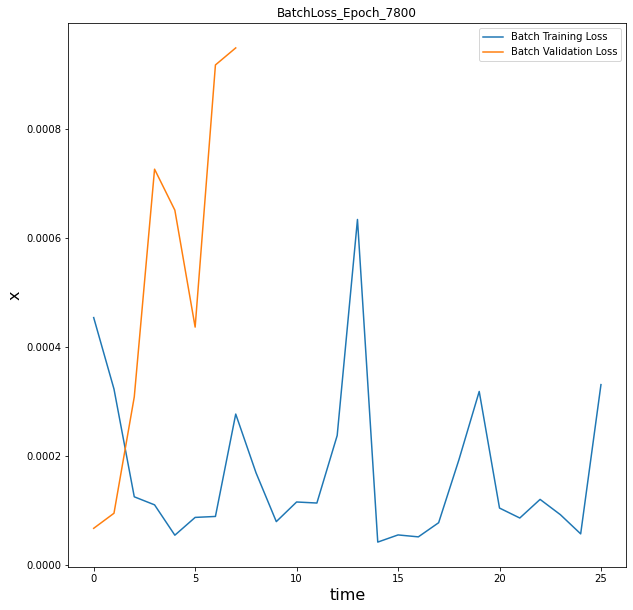 BatchLoss_Epoch_7800
Batch Training Loss
Batch Validation Loss
0.0008
0.0006
0.0004
0.0002
0.0000
x
0 5 10 15 20 25
time